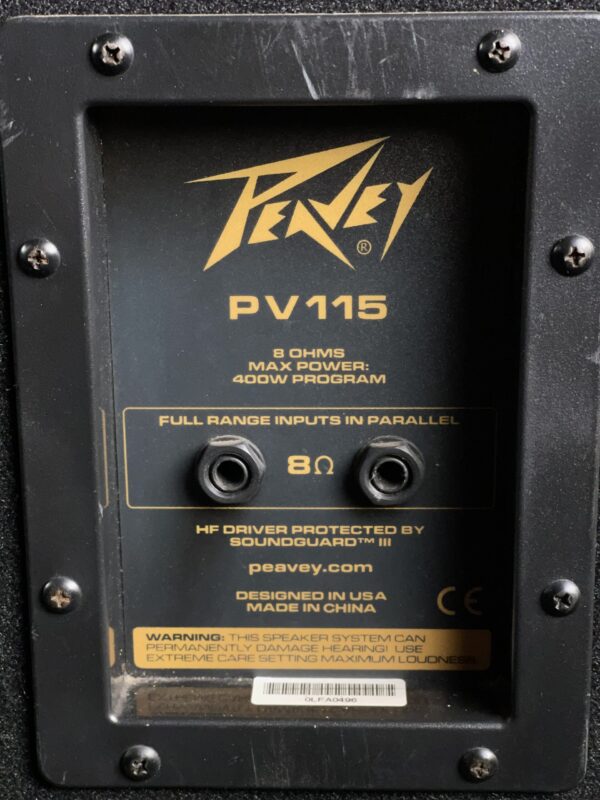 PEAVEY®
PV115
8 OHMS
MAX POWER:
400W PROGRAM
FULL RANGE INPUTS IN PARALLEL
8Ω
HF DRIVER PROTECTED BY
SOUNDGUARD™ III
peavey.com
DESIGNED IN USA
MADE IN CHINA
CE
WARNING: THIS SPEAKER SYSTEM CAN
PERMANENTLY DAMAGE HEARING! USE
EXTREME CARE SETTING MAXIMUM LOUDNESS!
0LFA0496